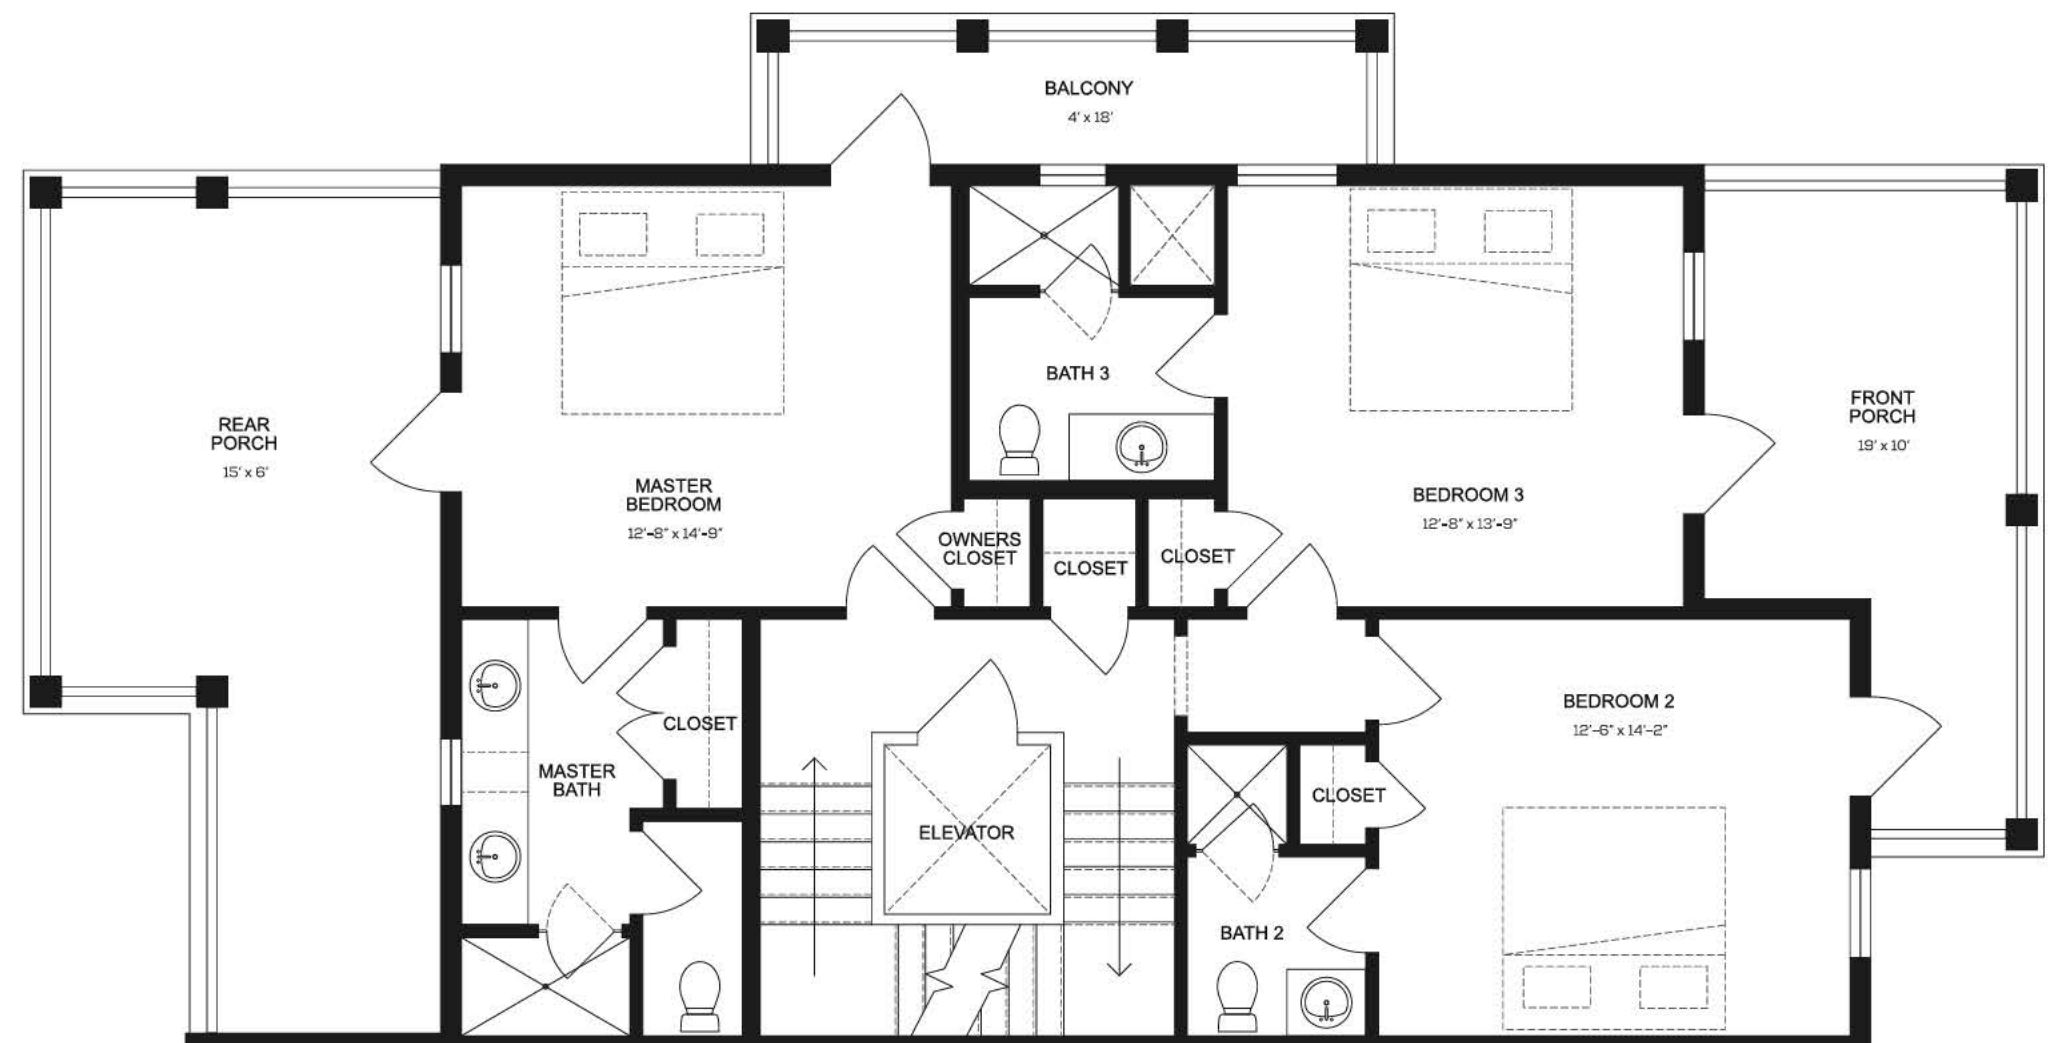 BALCONY
4' x 18'
REAR
PORCH
15' x 6'
MASTER
BEDROOM
12'-8" x 14'-9"
BATH 3
BEDROOM 3
12'-8" x 13'-9"
FRONT
PORCH
19' x 10'
OWNERS
CLOSET
CLOSET
CLOSET
CLOSET
MASTER
BATH
ELEVATOR
BEDROOM 2
12'-6" x 14'-2"
CLOSET
BATH 2